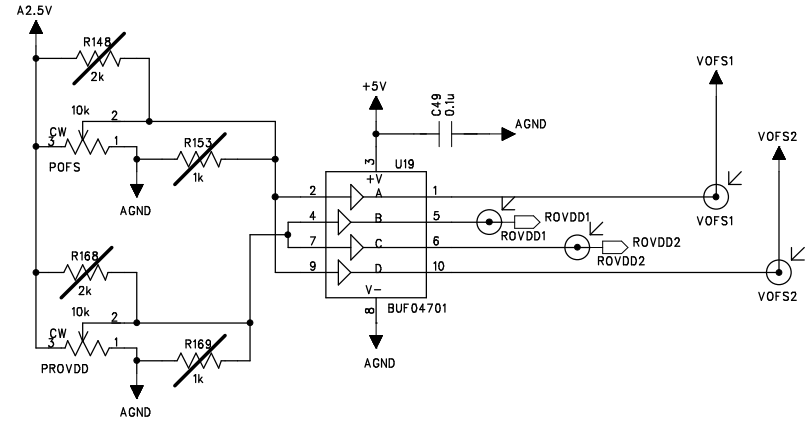 A2.5V
R148
2k
10k
2
CW
3
1
POFS
R153
1k
AGND
+5V
C49
0.1u
AGND
3
U19
+V
2
A
1
4
B
5
7
C
6
9
D
10
V-
8
BUF04701
AGND
VOFS1
VOFS1
VOFS2
VOFS2
ROVDD1
ROVDD1
ROVDD2
ROVDD2
R168
2k
10k
2
CW
3
1
PROVDD
R169
1k
AGND